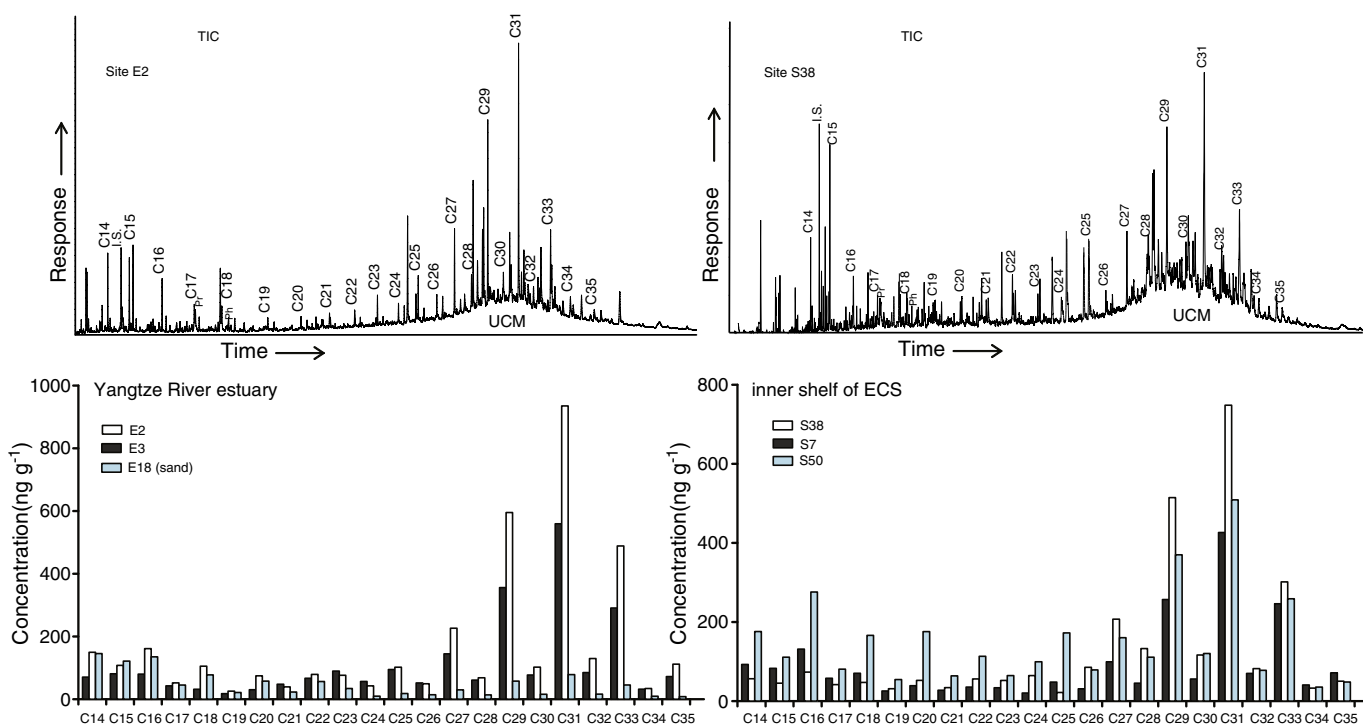 TIC
Site E2
C14
I.S.
C15
C16
C17
Pr
C18
Ph
C19
C20
C21
C22
C23
C24
C25
C26
C27
C28
C29
C30
C31
C32
C33
C34
C35
UCM
Response
Time
TIC
Site S38
C14
I.S.
C15
C16
C17
Pr
C18
Ph
C19
C20
C21
C22
C23
C24
C25
C26
C27
C28
C29
C30
C31
C32
C33
C34
C35
UCM
Response
Time
Yangtze River estuary
E2
E3
E18 (sand)
Concentration(ng g-1)
1000
800
600
400
200
0
C14 C15 C16 C17 C18 C19 C20 C21 C22 C23 C24 C25 C26 C27 C28 C29 C30 C31 C32 C33 C34 C35
inner shelf of ECS
S38
S7
S50
Concentration(ng g-1)
800
600
400
200
0
C14 C15 C16 C17 C18 C19 C20 C21 C22 C23 C24 C25 C26 C27 C28 C29 C30 C31 C32 C33 C34 C35